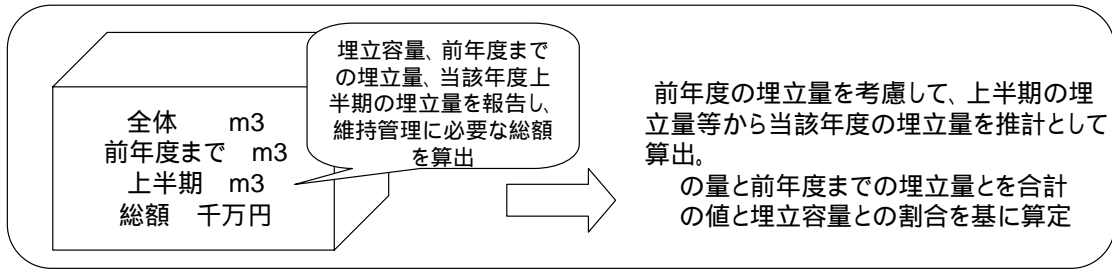 全体　　m3
前年度まで　m3
上半期　m3
総額　千万円
埋立容量、前年度まで
の埋立量、当該年度上
半期の埋立量を報告し、
維持管理に必要な総額
を算出
前年度の埋立量を考慮して、上半期の埋
立量等から当該年度の埋立量を推計として
算出。
の量と前年度までの埋立量とを合計
の値と埋立容量との割合を基に算定